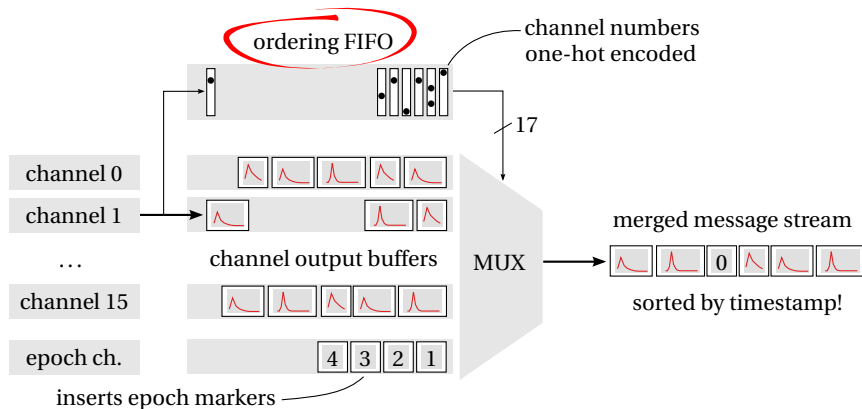 ordering FIFO
channel numbers
one-hot encoded
17
channel 0
channel 1
...
channel 15
epoch ch.
channel output buffers
4 3 2 1
inserts epoch markers
MUX
merged message stream
0
sorted by timestamp!